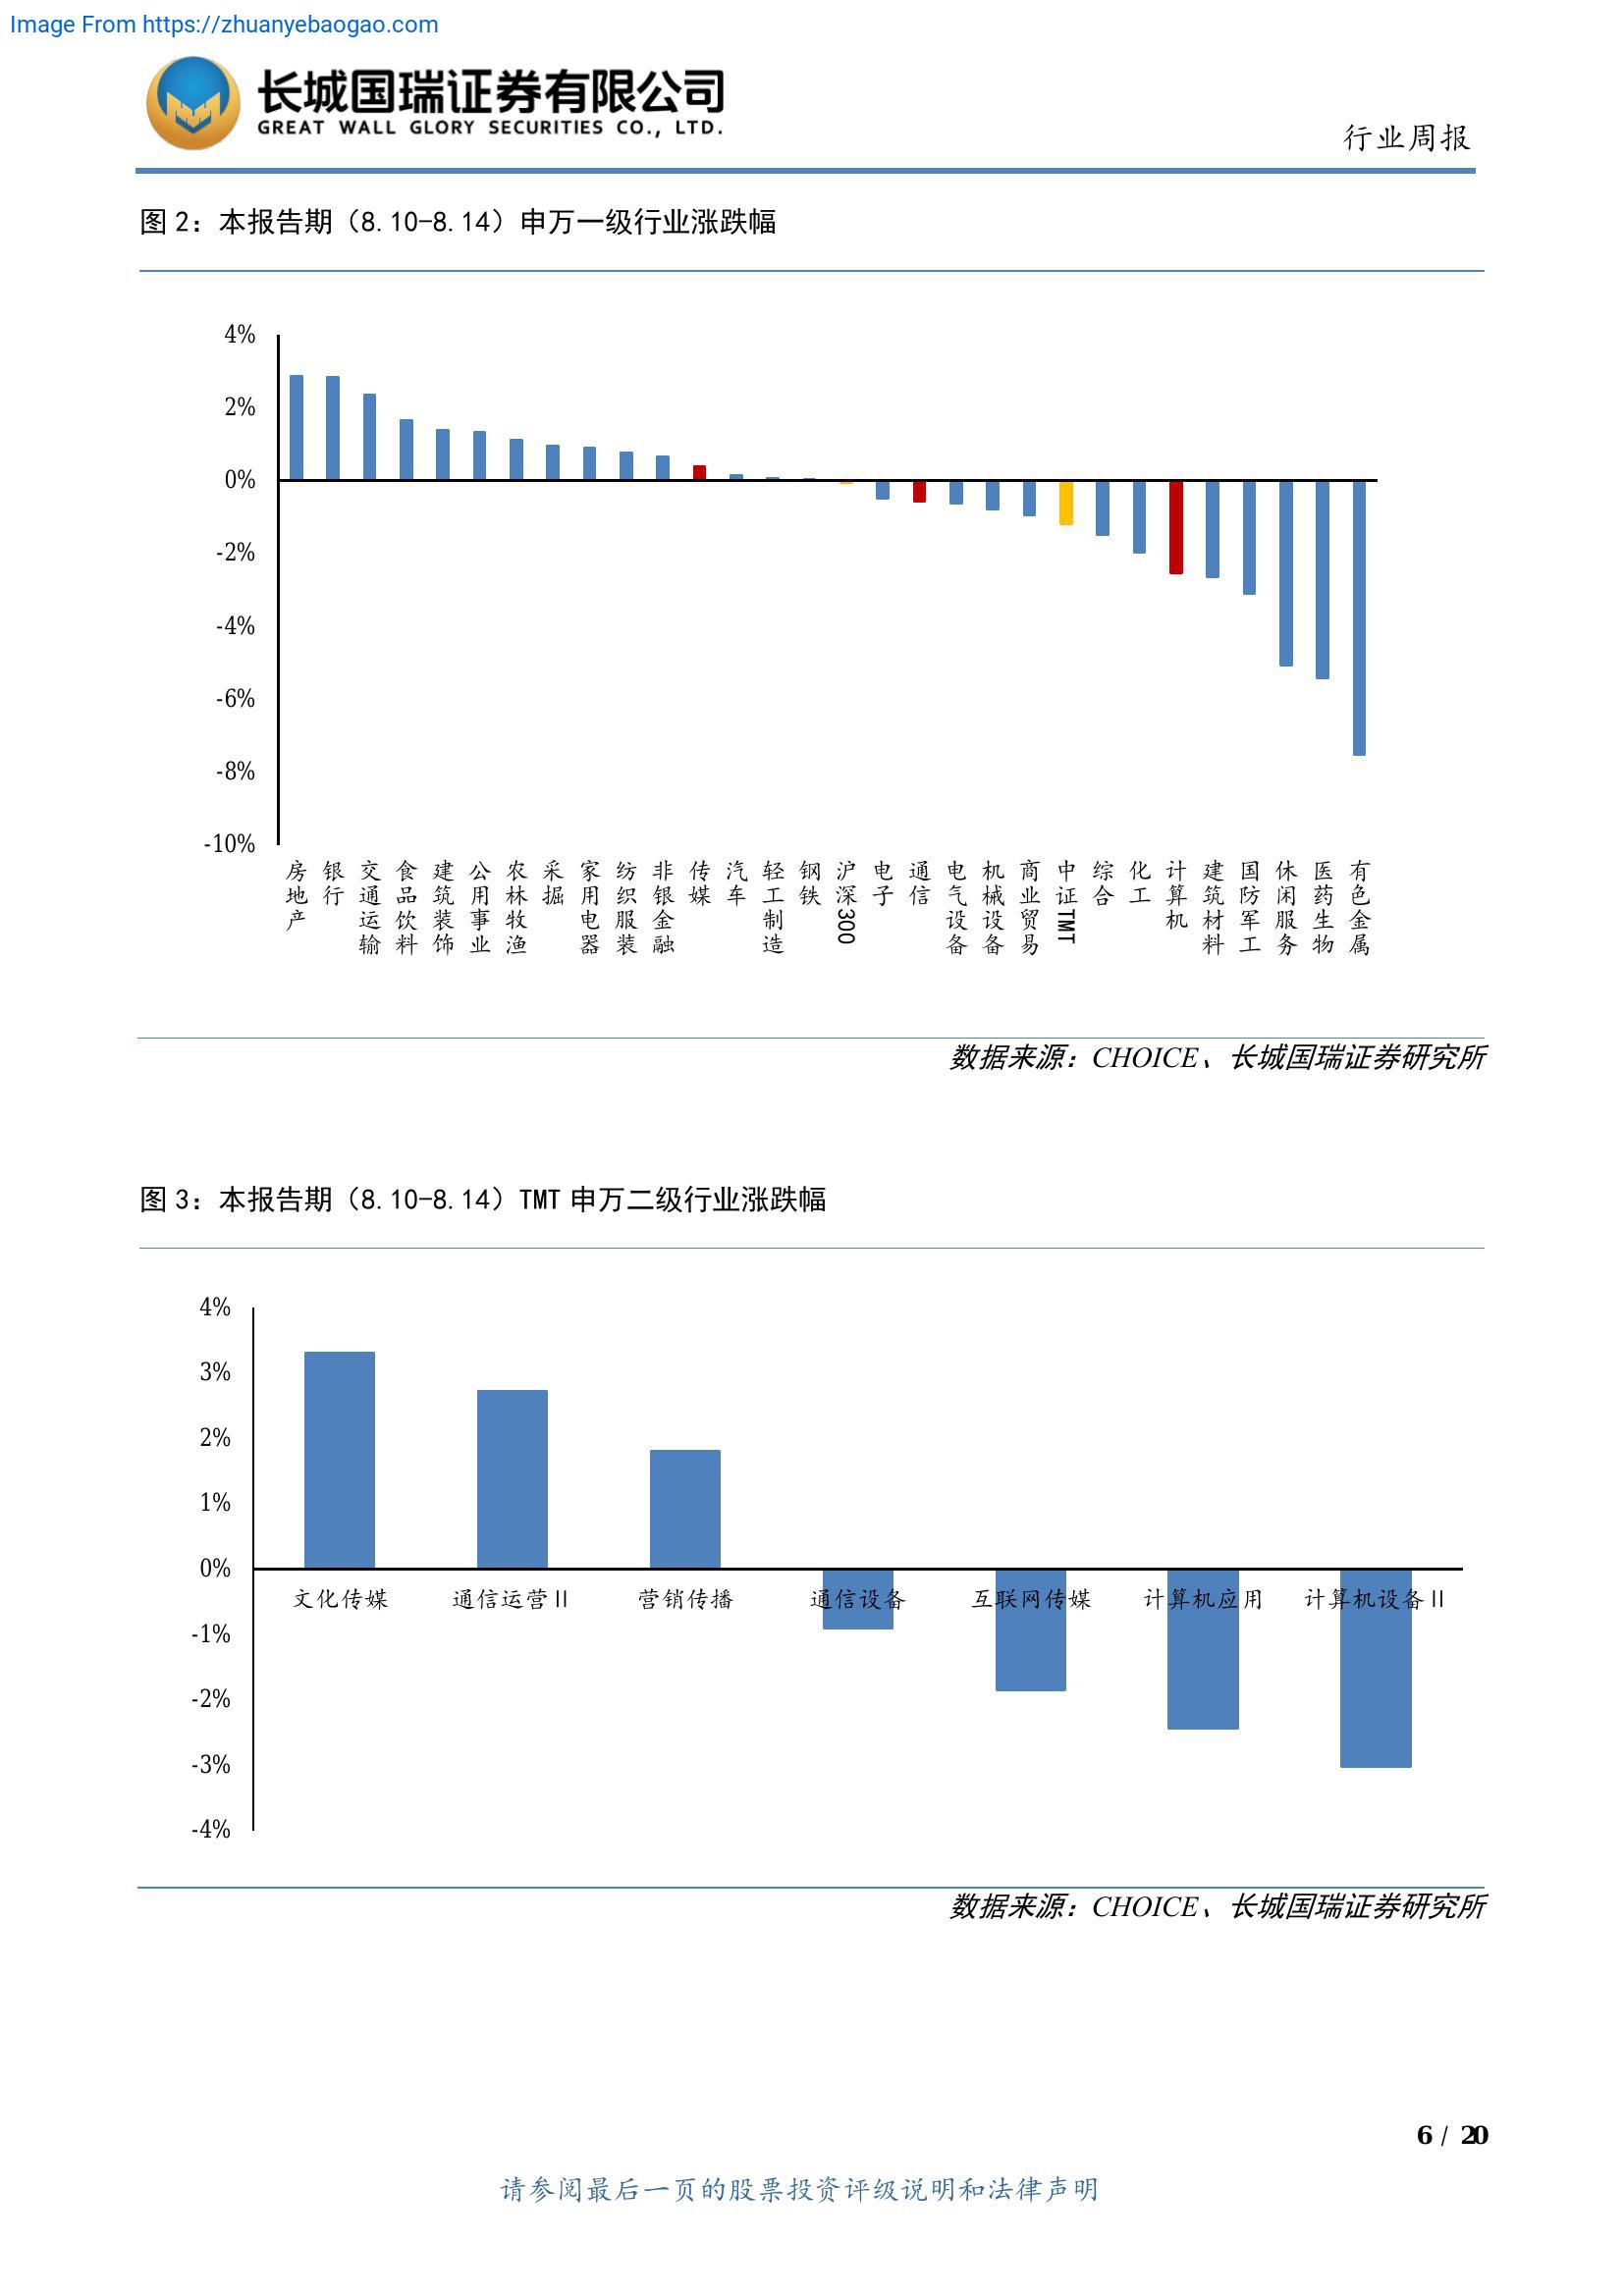 Image From https://zhuanyebaogao.com
长城国瑞证券有限公司
GREAT WALL GLORY SECURITIES CO., LTD.
行业周报
图 2：本报告期（8.10-8.14）申万一级行业涨跌幅
4%
2%
0%
-2%
-4%
-6%
-8%
-10%
房地产
银行
交通运输
食品饮料
建筑装饰
公用事业
农林牧渔
采掘
家用电器
纺织服装
非银金融
传媒
汽车
轻工制造
钢铁
沪深300
电子
通信
电气设备
机械设备
商业贸易
中证TMT
综合
化工
计算机
建筑材料
国防军工
休闲服务
医药生物
有色金属
数据来源：CHOICE、长城国瑞证券研究所
图 3：本报告期（8.10-8.14）TMT 申万二级行业涨跌幅
4%
3%
2%
1%
0%
-1%
-2%
-3%
-4%
文化传媒
通信运营II
营销传播
通信设备
互联网传媒
计算机应用
计算机设备II
数据来源：CHOICE、长城国瑞证券研究所
6 / 20
请参阅最后一页的股票投资评级说明和法律声明